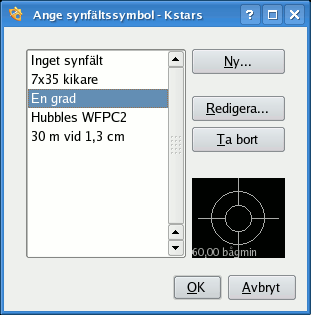 Ange synfältssymbol - Kstars
Inget synfält
7x35 kikare
En grad
Hubbles WFPC2
30 m vid 1,3 cm
Ny...
Redigera...
Ta bort
60,00 bågmin
OK
Avbryt